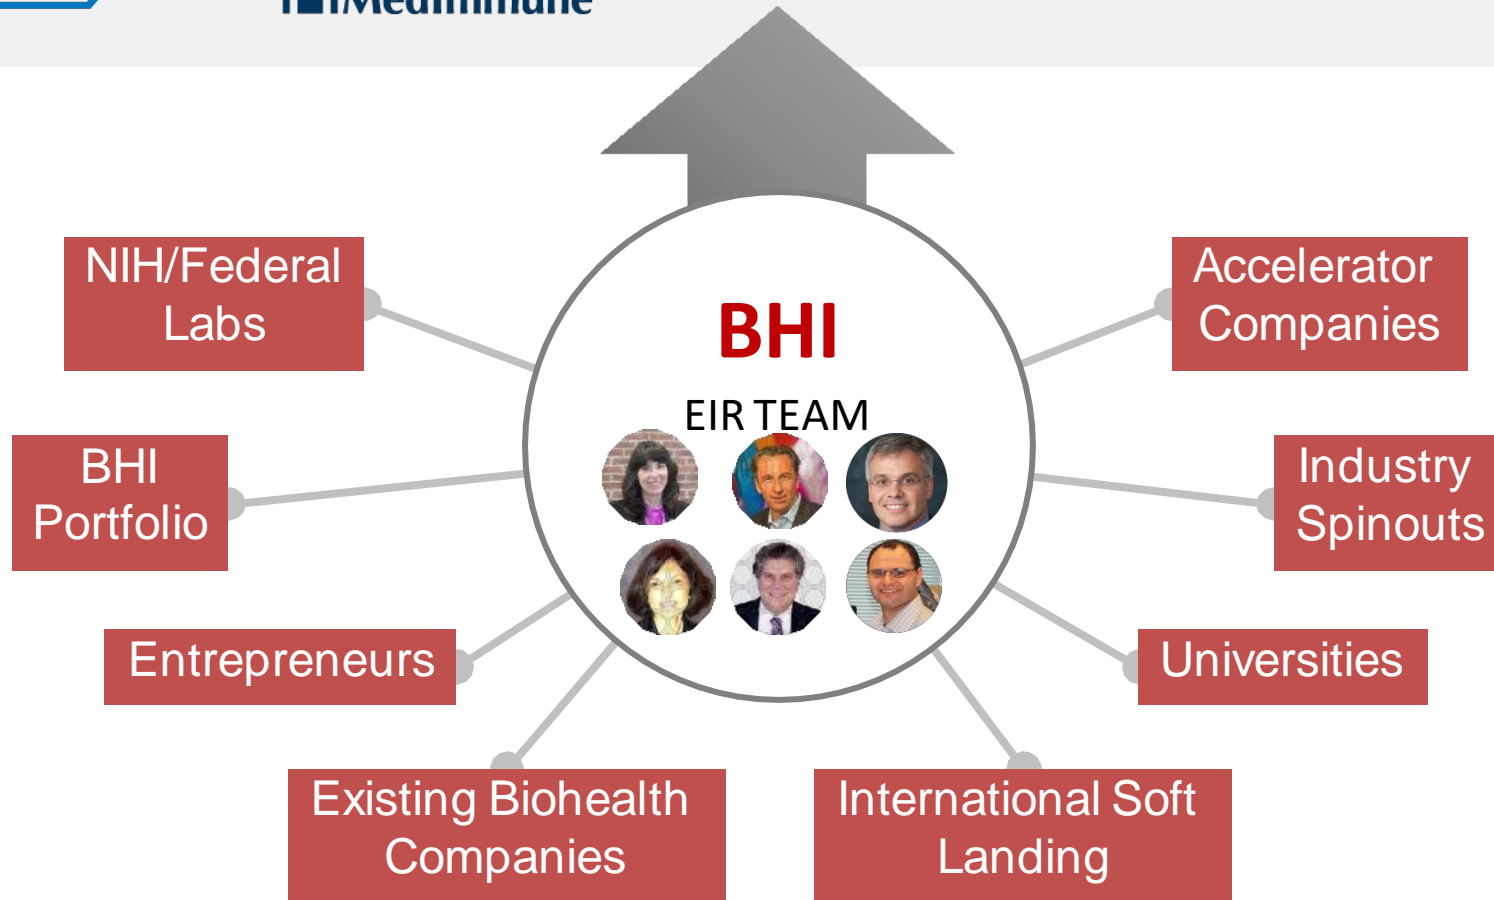 MedImmune
NIH/Federal
Labs
Accelerator
Companies
BHI
EIR TEAM
BHI
Portfolio
Industry
Spinouts
Entrepreneurs
Universities
Existing Biohealth
Companies
International Soft
Landing